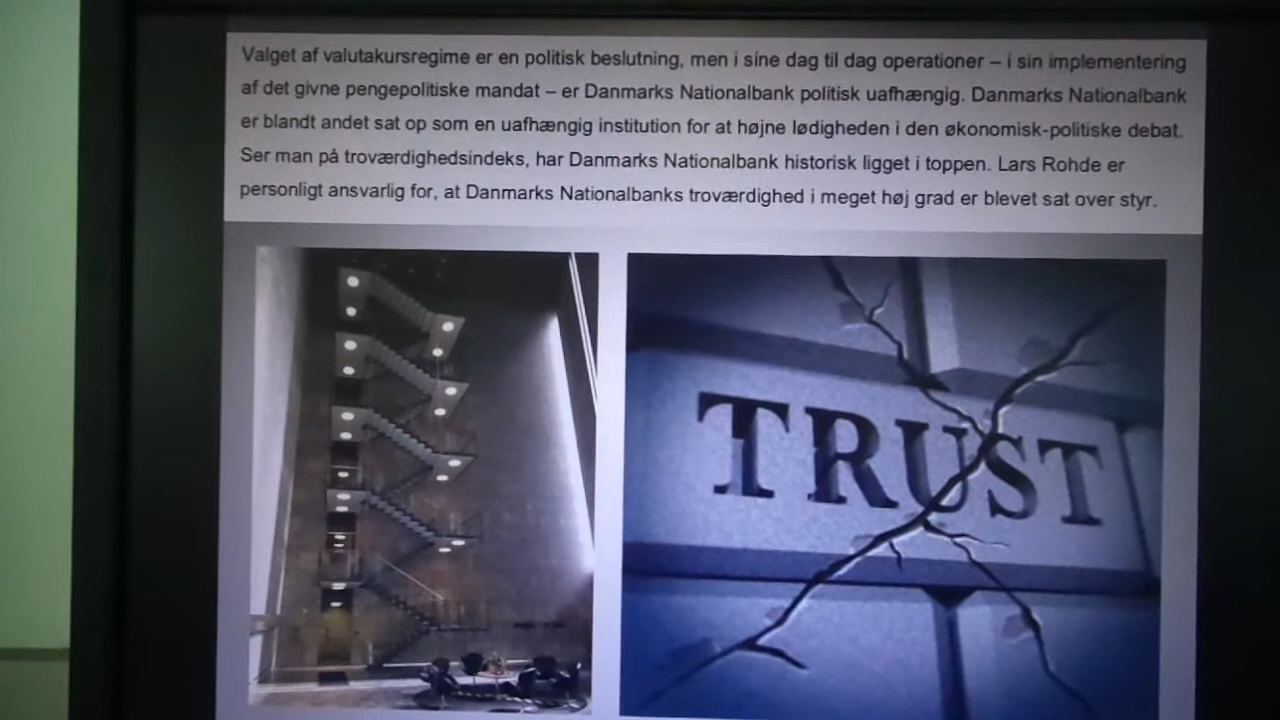 Valget af valutakursregime er en politisk beslutning, men i sine dag til dag operationer – i sin implementering
af det givne pengepolitiske mandat – er Danmarks Nationalbank politisk uafhængig. Danmarks Nationalbank
er blandt andet sat op som en uafhængig institution for at højne lødigheden i den økonomisk-politiske debat.
Ser man på troværdighedsindeks, har Danmarks Nationalbank historisk ligget i toppen. Lars Rohde er
personligt ansvarlig for, at Danmarks Nationalbanks troværdighed i meget høj grad er blevet sat over styr.
TRUST